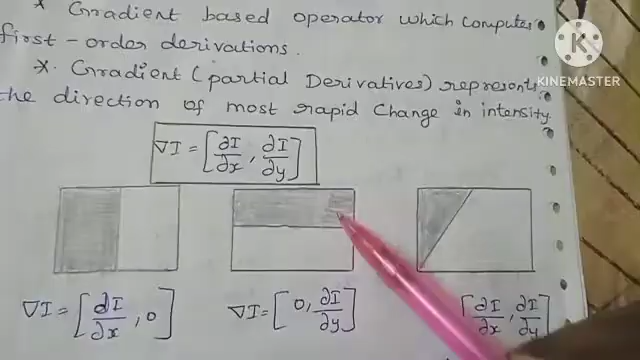 * Gradient based operator which computes
first-order derivations.
* Gradient (partial Derivatives) represents
the direction of most rapid Change in intensity
KINEMASTER
∇I = [∂I/∂x, ∂I/∂y]
∇I = [∂I/∂x, 0]
∇I = [0, ∂I/∂y]
[∂I/∂x, ∂I/∂y]